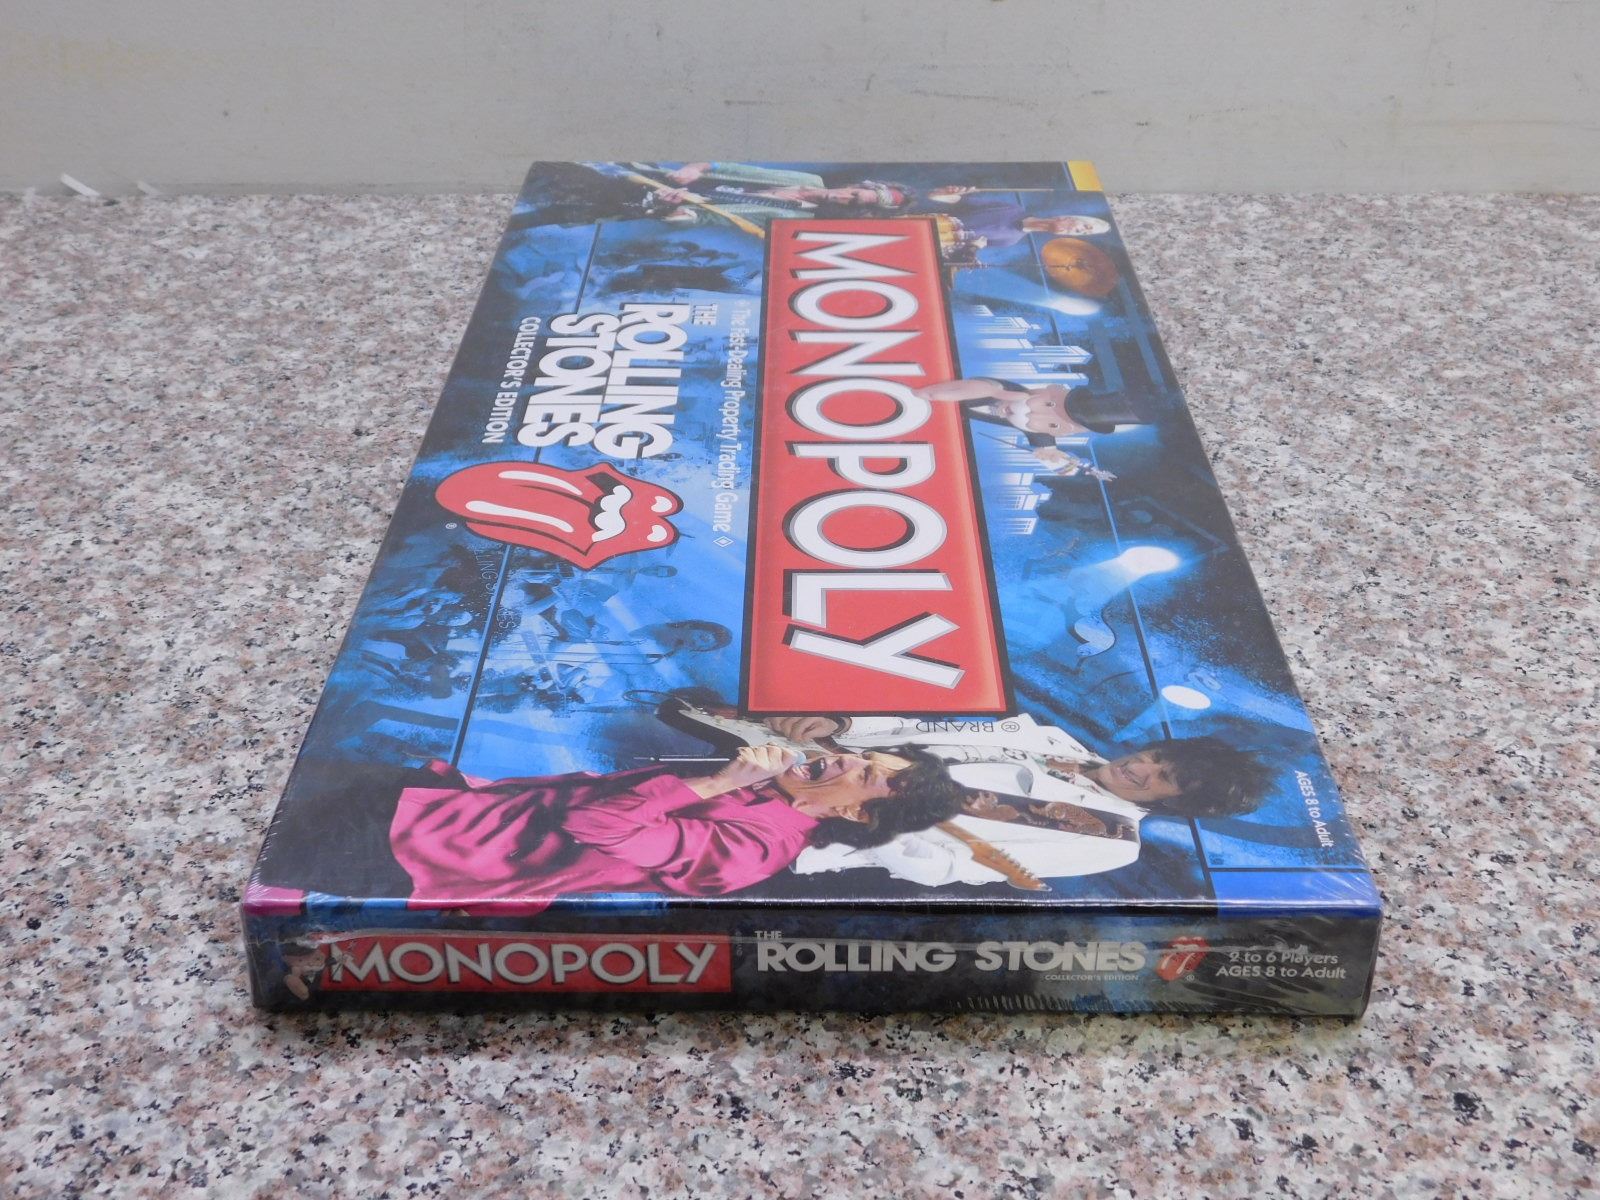 MONOPOLY
® BRAND
The Fast-Dealing Property Trading Game
THE
ROLLING
STONES
COLLECTOR'S EDITION
®
AGES 8 to Adult
MONOPOLY
THE
ROLLING STONES
COLLECTOR'S EDITION
®
2 to 6 Players
AGES 8 to Adult